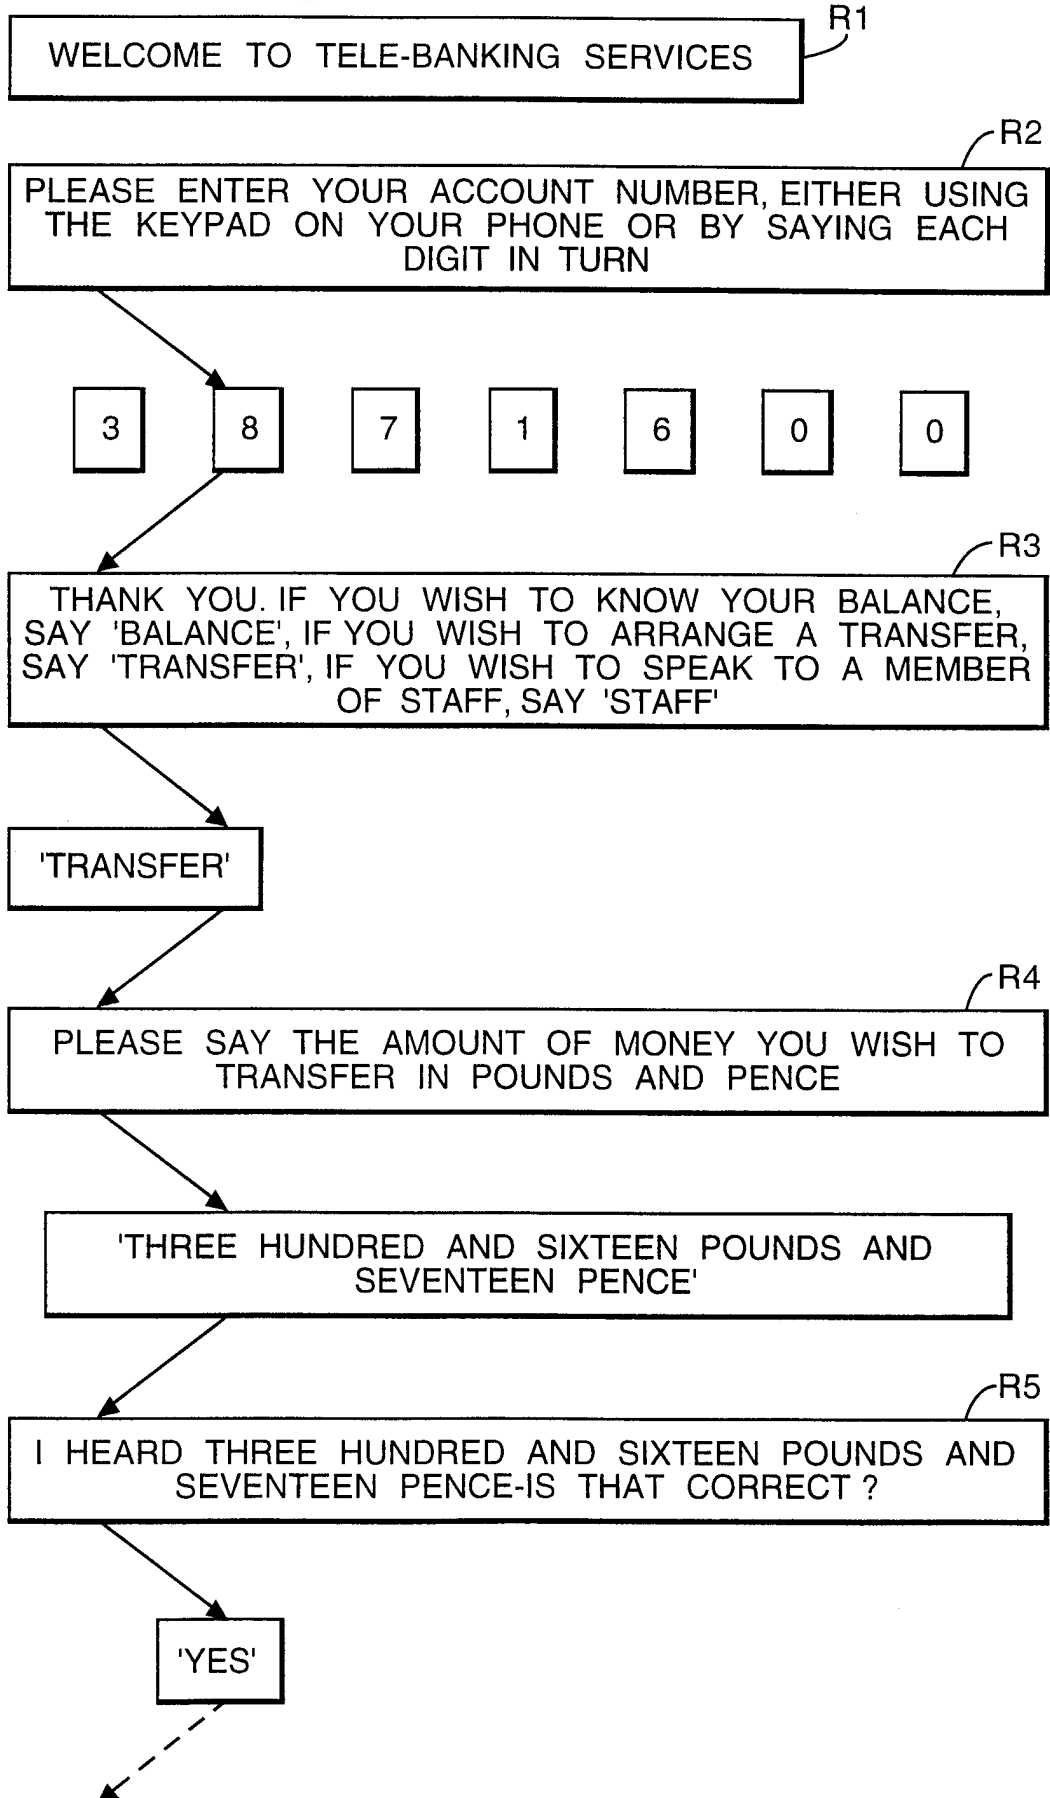 R1
WELCOME TO TELE-BANKING SERVICES
R2
PLEASE ENTER YOUR ACCOUNT NUMBER, EITHER USING
THE KEYPAD ON YOUR PHONE OR BY SAYING EACH
DIGIT IN TURN
3 8 7 1 6 0 0
R3
THANK YOU. IF YOU WISH TO KNOW YOUR BALANCE,
SAY 'BALANCE', IF YOU WISH TO ARRANGE A TRANSFER,
SAY 'TRANSFER', IF YOU WISH TO SPEAK TO A MEMBER
OF STAFF, SAY 'STAFF'
'TRANSFER'
R4
PLEASE SAY THE AMOUNT OF MONEY YOU WISH TO
TRANSFER IN POUNDS AND PENCE
'THREE HUNDRED AND SIXTEEN POUNDS AND
SEVENTEEN PENCE'
R5
I HEARD THREE HUNDRED AND SIXTEEN POUNDS AND
SEVENTEEN PENCE-IS THAT CORRECT ?
'YES'